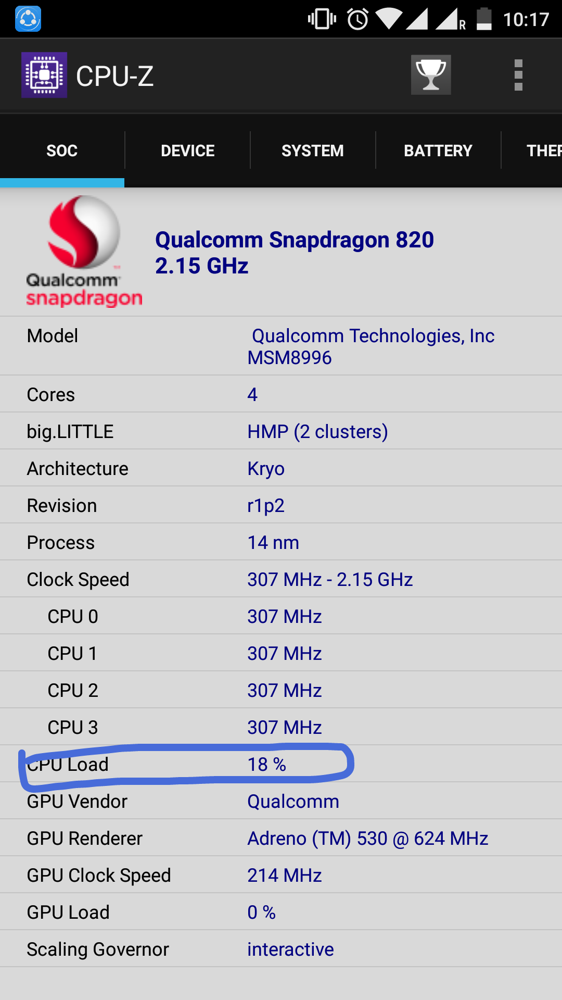 R 10:17
CPU-Z
SOC DEVICE SYSTEM BATTERY
Qualcomm Snapdragon 820
2.15 GHz
Qualcomm
snapdragon
Model Qualcomm Technologies, Inc
MSM8996
Cores 4
big.LITTLE HMP (2 clusters)
Architecture Kryo
Revision r1p2
Process 14 nm
Clock Speed 307 MHz - 2.15 GHz
CPU 0 307 MHz
CPU 1 307 MHz
CPU 2 307 MHz
CPU 3 307 MHz
CPU Load 18 %
GPU Vendor Qualcomm
GPU Renderer Adreno (TM) 530 @ 624 MHz
GPU Clock Speed 214 MHz
GPU Load 0 %
Scaling Governor interactive